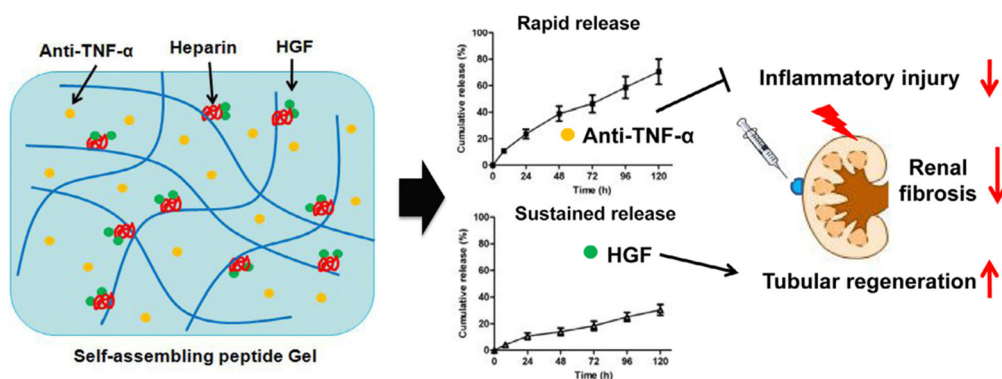 Anti-TNF-α
Heparin
HGF
Self-assembling peptide Gel
Rapid release
Cumulative release (%)
100
80
60
40
20
0
Anti-TNF-α
0 24 48 72 96 120
Time (h)
Sustained release
Cumulative release (%)
100
80
60
40
20
0
HGF
0 24 48 72 96 120
Time (h)
Inflammatory injury
Renal
fibrosis
Tubular regeneration